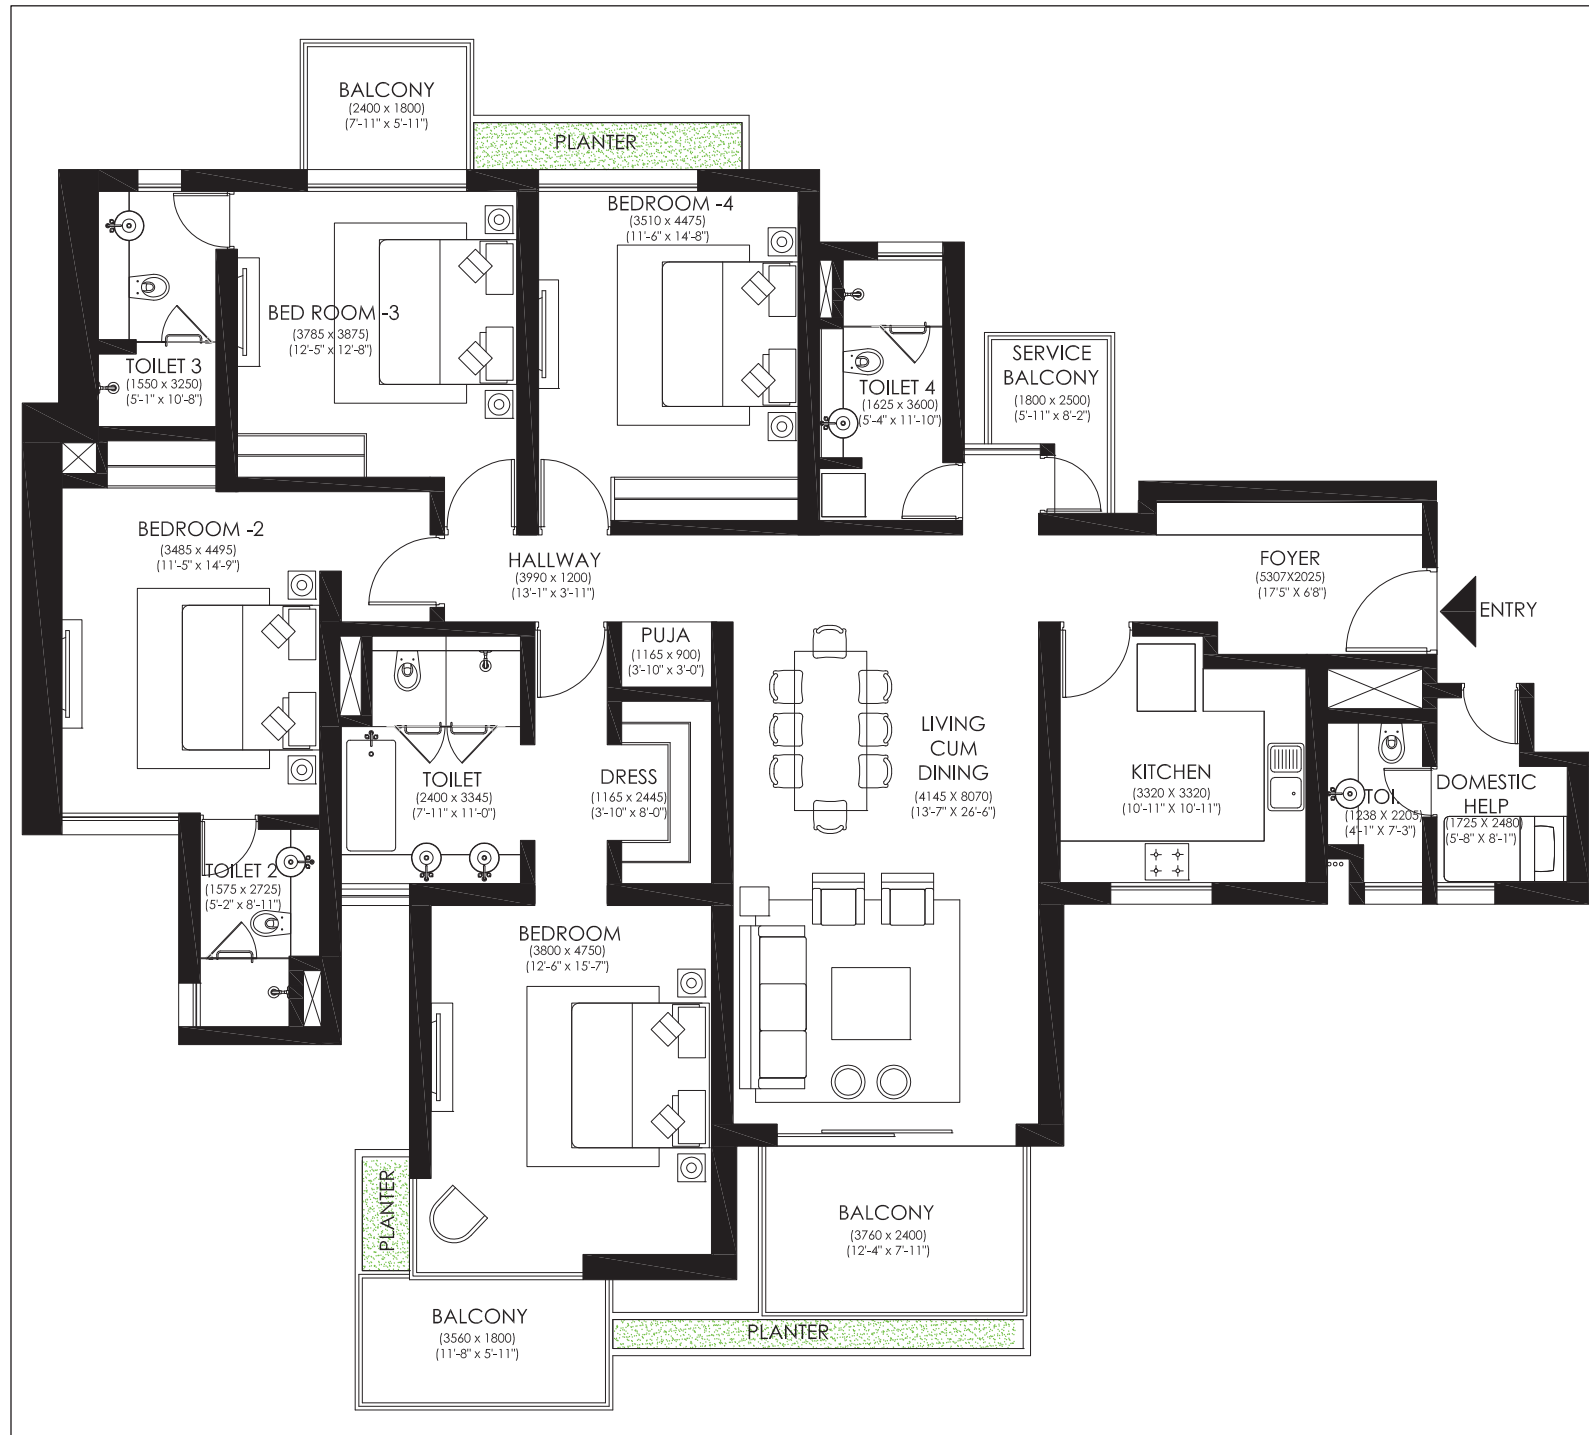 BALCONY
(2400 x 1800)
(7'-11" x 5'-11")
PLANTER
BEDROOM -4
(3510 x 4475)
(11'-6" x 14'-8")
BED ROOM -3
(3785 x 3875)
(12'-5" x 12'-8")
TOILET 3
(1550 x 3250)
(5'-1" x 10'-8")
TOILET 4
(1625 x 3600)
(5'-4" x 11'-10")
SERVICE
BALCONY
(1800 x 2500)
(5'-11" x 8'-2")
BEDROOM -2
(3485 x 4495)
(11'-5" x 14'-9")
HALLWAY
(3990 x 1200)
(13'-1" x 3'-11")
FOYER
(5307X2025)
(17'5" X 6'8")
ENTRY
PUJA
(1165 x 900)
(3'-10" x 3'-0")
LIVING
CUM
DINING
(4145 X 8070)
(13'-7" X 26'-6")
TOILET
(2400 x 3345)
(7'-11" x 11'-0")
DRESS
(1165 x 2445)
(3'-10" x 8'-0")
KITCHEN
(3320 X 3320)
(10'-11" X 10'-11")
TOI.
(1238 X 2205)
(4'-1" X 7'-3")
DOMESTIC
HELP
(1725 X 2480)
(5'-8" X 8'-1")
TOILET 2
(1575 x 2725)
(5'-2" x 8'-11")
BEDROOM
(3800 x 4750)
(12'-6" x 15'-7")
PLANTER
BALCONY
(3760 x 2400)
(12'-4" x 7'-11")
BALCONY
(3560 x 1800)
(11'-8" x 5'-11")
PLANTER